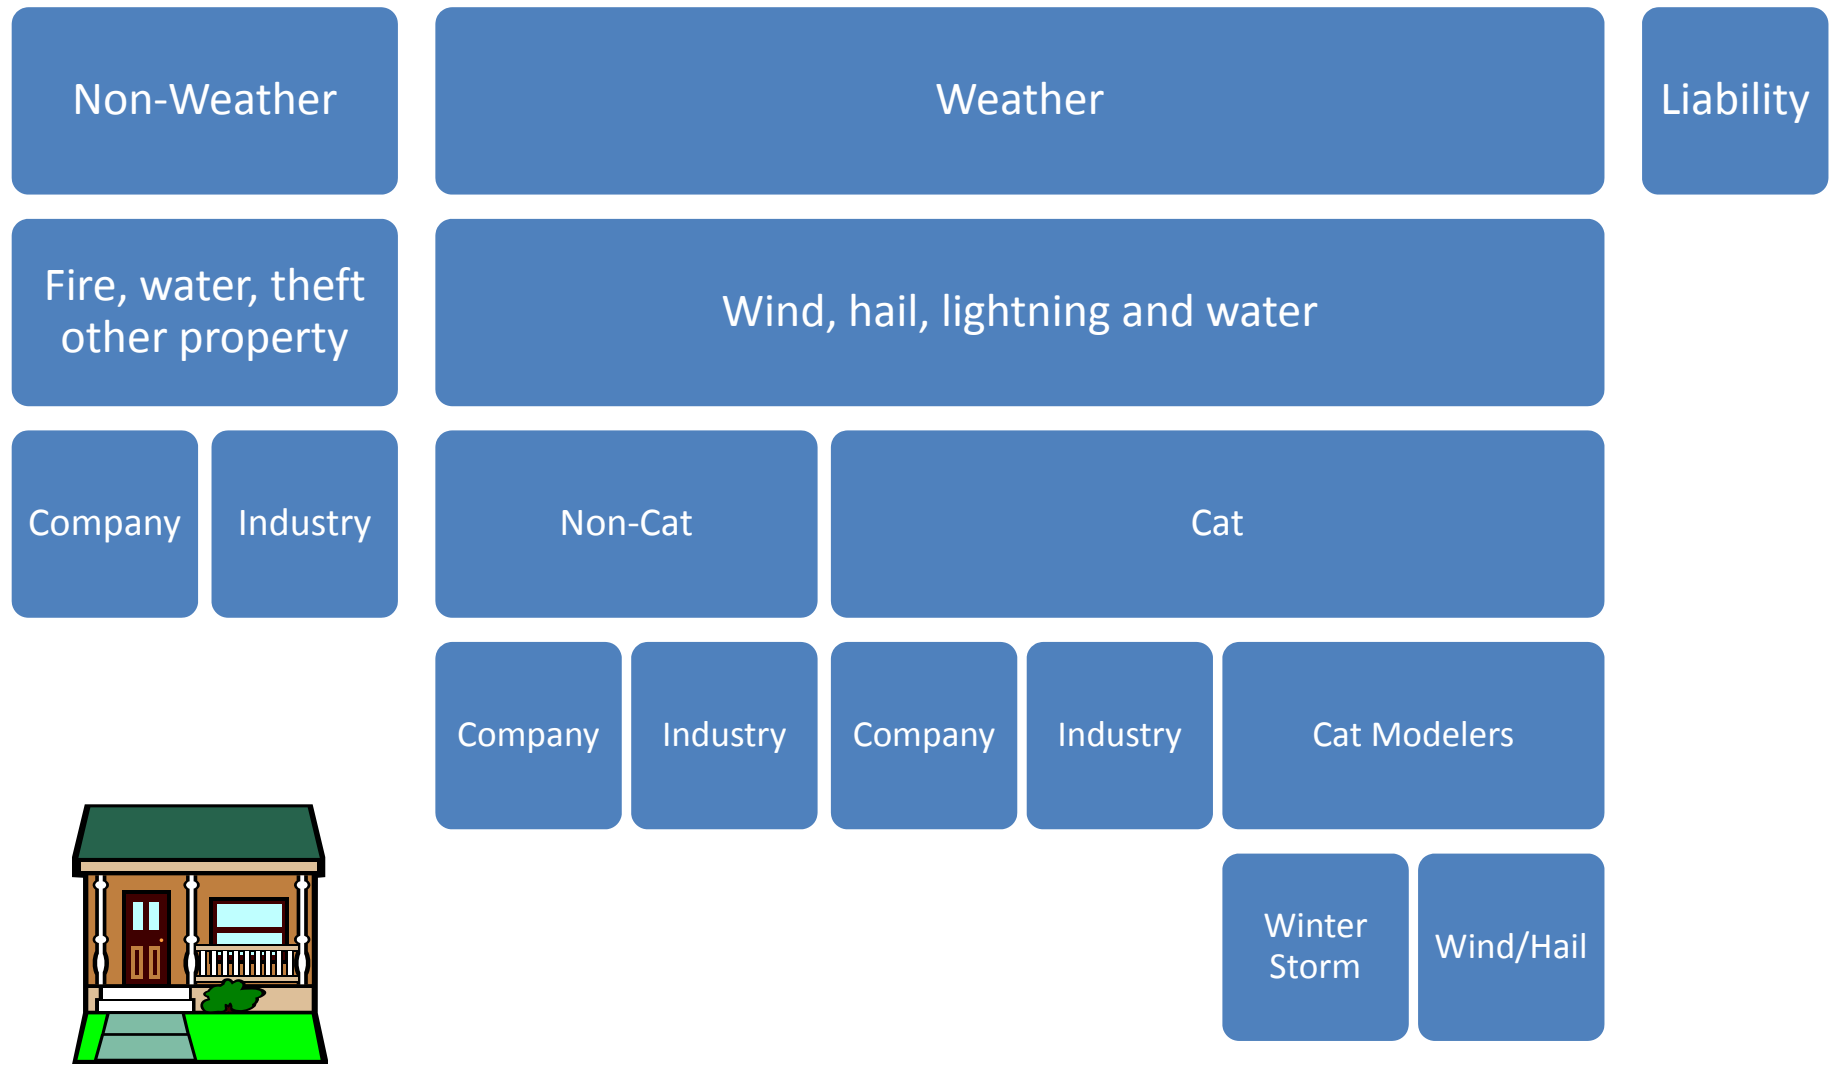 Non-Weather
Weather
Liability
Fire, water, theft
other property
Wind, hail, lightning and water
Company
Industry
Non-Cat
Cat
Company
Industry
Company
Industry
Cat Modelers
Winter
Storm
Wind/Hail